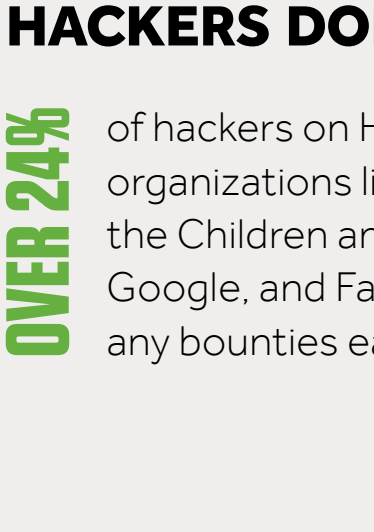 HACKERS DO
OVER 24%
of hackers on H
organizations li
the Children an
Google, and Fa
any bounties ea